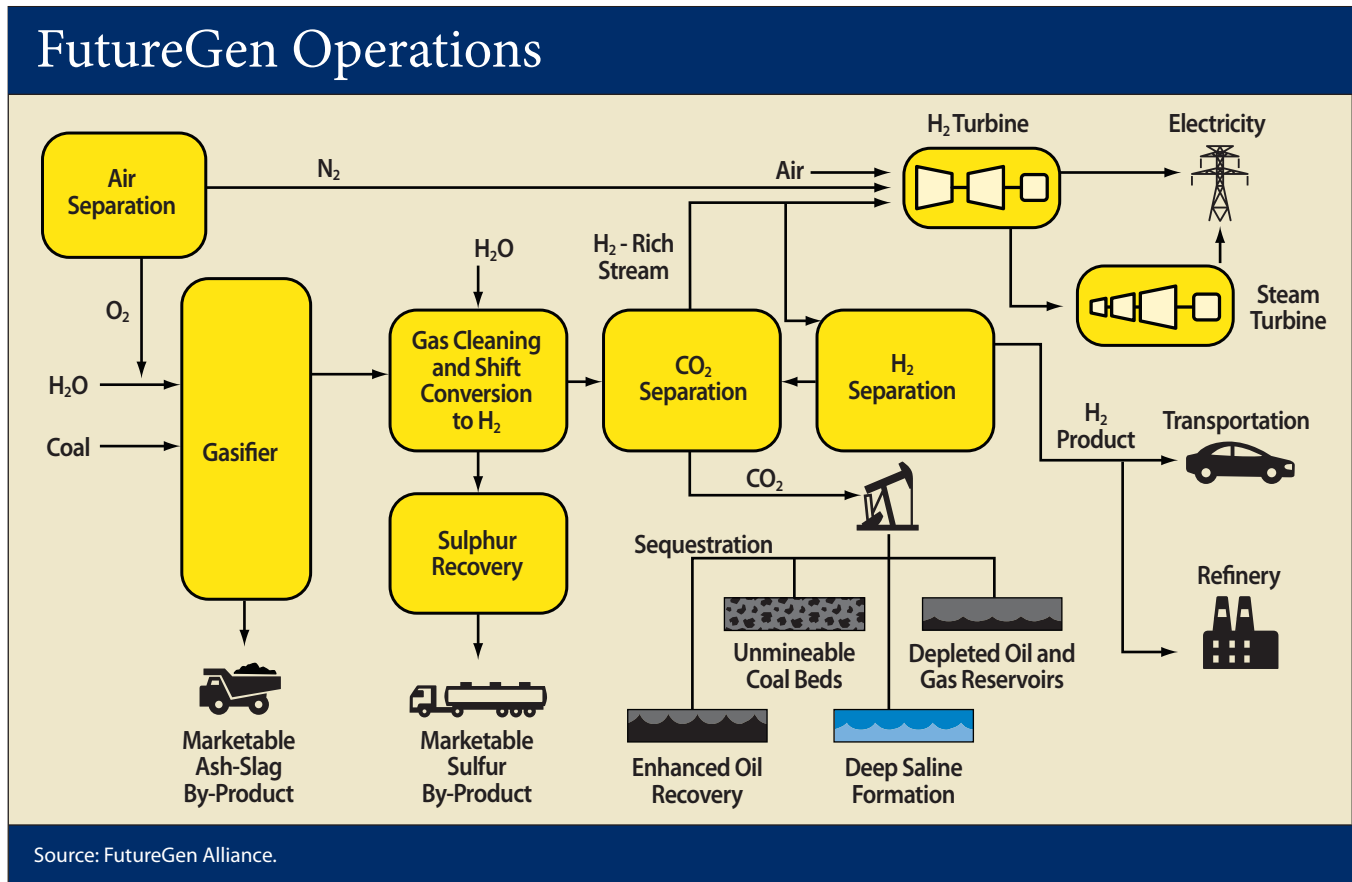 FutureGen Operations
Air
Separation
N₂
Air
H₂ Turbine
Electricity
O₂
H₂O
H₂ - Rich
Stream
Steam
Turbine
H₂O
Coal
Gasifier
Gas Cleaning
and Shift
Conversion
to H₂
CO₂
Separation
H₂
Separation
H₂
Product
Transportation
Sulphur
Recovery
CO₂
Sequestration
Refinery
Unmineable
Coal Beds
Depleted Oil and
Gas Reservoirs
Marketable
Ash-Slag
By-Product
Marketable
Sulfur
By-Product
Enhanced Oil
Recovery
Deep Saline
Formation
Source: FutureGen Alliance.